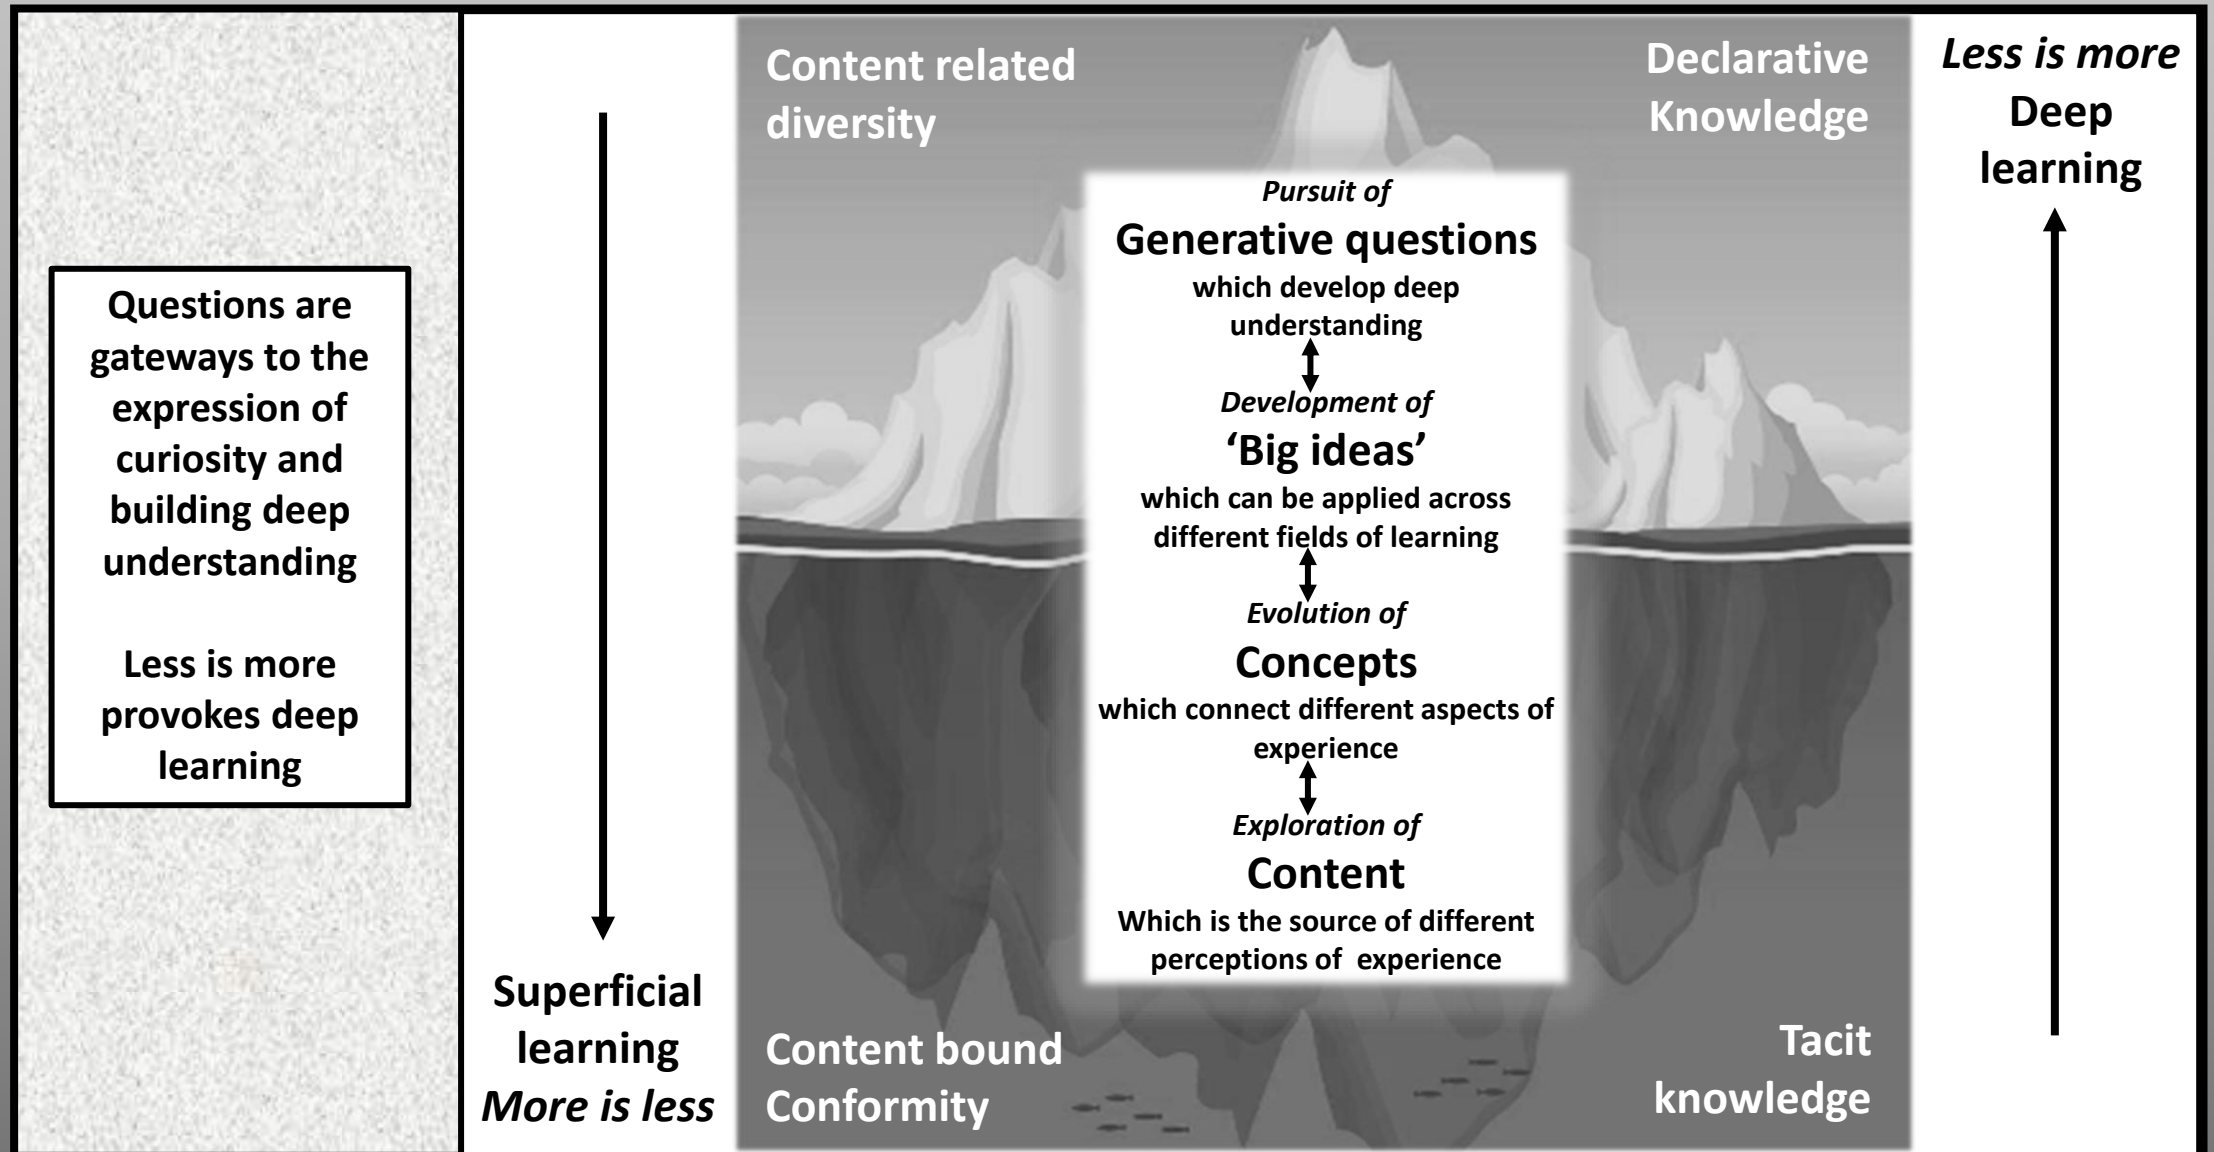 Questions are
gateways to the
expression of
curiosity and
building deep
understanding
Less is more
provokes deep
learning
Superficial
learning
More is less
Content related
diversity
Declarative
Knowledge
Pursuit of
Generative questions
which develop deep
understanding
Development of
‘Big ideas’
which can be applied across
different fields of learning
Evolution of
Concepts
which connect different aspects of
experience
Exploration of
Content
Which is the source of different
perceptions of  experience
Content bound
Conformity
Tacit
knowledge
Less is more
Deep
learning